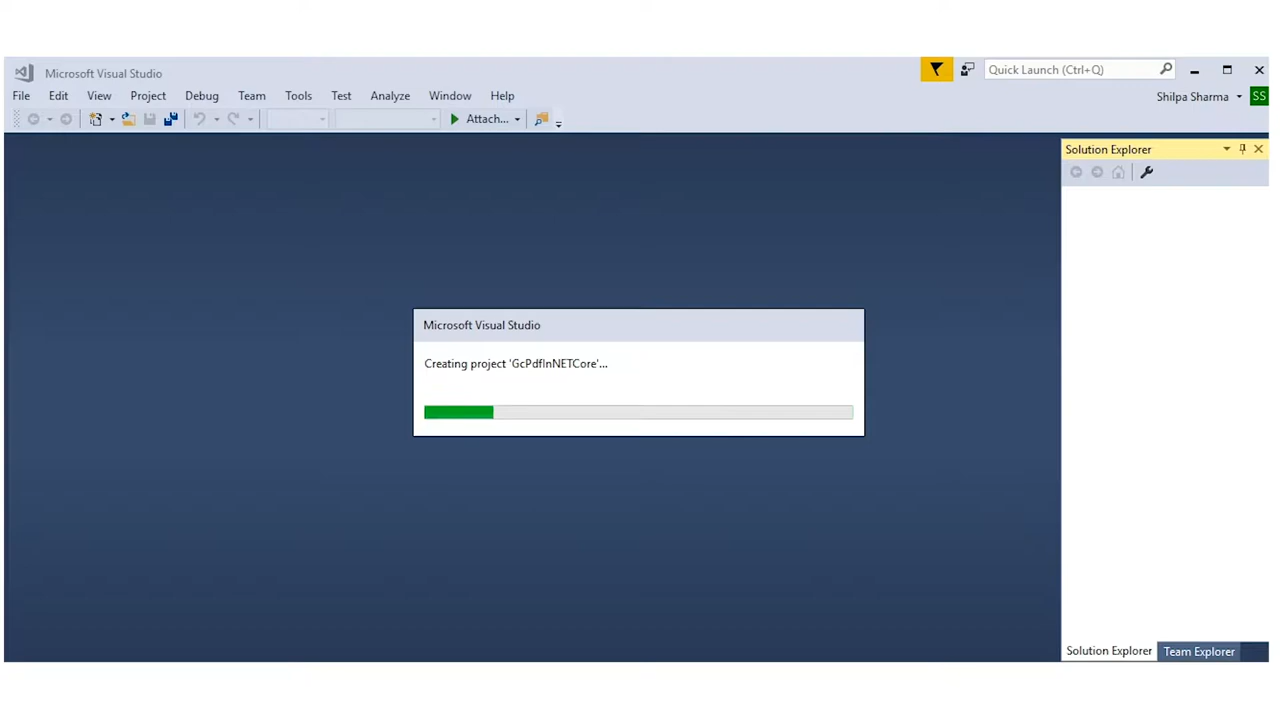 Microsoft Visual Studio
Quick Launch (Ctrl+Q)
File Edit View Project Debug Team Tools Test Analyze Window Help
Shilpa Sharma SS
Attach...
Solution Explorer
Microsoft Visual Studio
Creating project 'GcPdfInNETCore'...
Solution Explorer Team Explorer